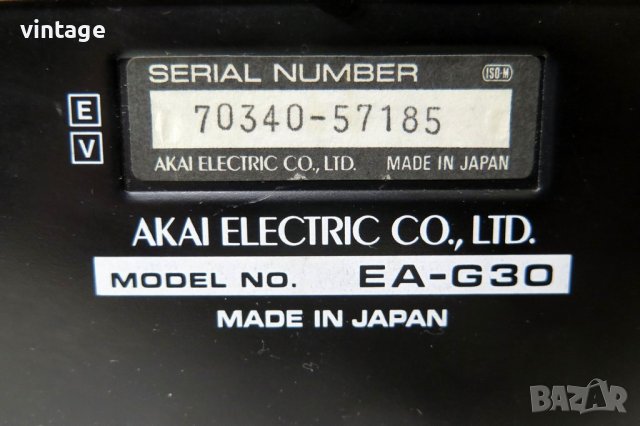 vintage
SERIAL NUMBER ISO-M
70340-57185
AKAI ELECTRIC CO., LTD. MADE IN JAPAN
E
V
AKAI ELECTRIC CO., LTD.
MODEL NO. EA-G30
MADE IN JAPAN
BAZAR